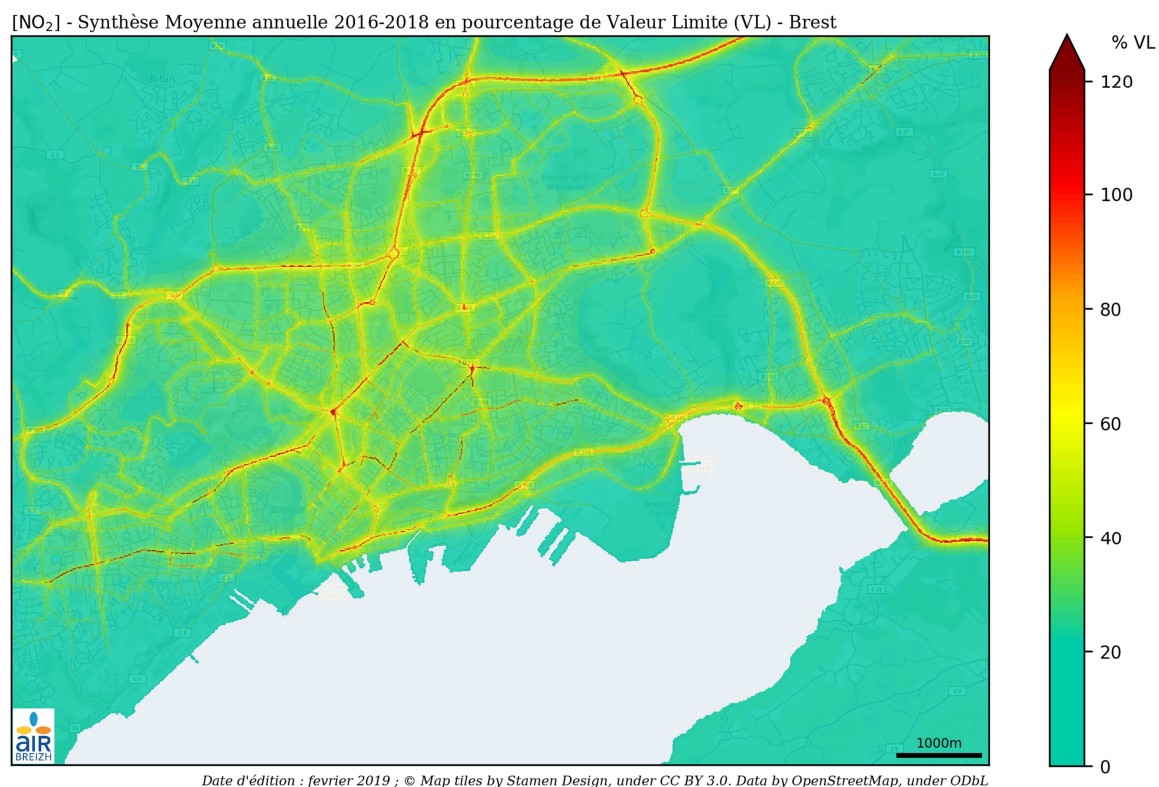 [NO₂] - Synthèse Moyenne annuelle 2016-2018 en pourcentage de Valeur Limite (VL) - Brest
% VL
120
100
80
60
40
20
0
Bohars
1000m
aiR
BREIZH
Date d'édition : fevrier 2019 ; © Map tiles by Stamen Design, under CC BY 3.0. Data by OpenStreetMap, under ODbL